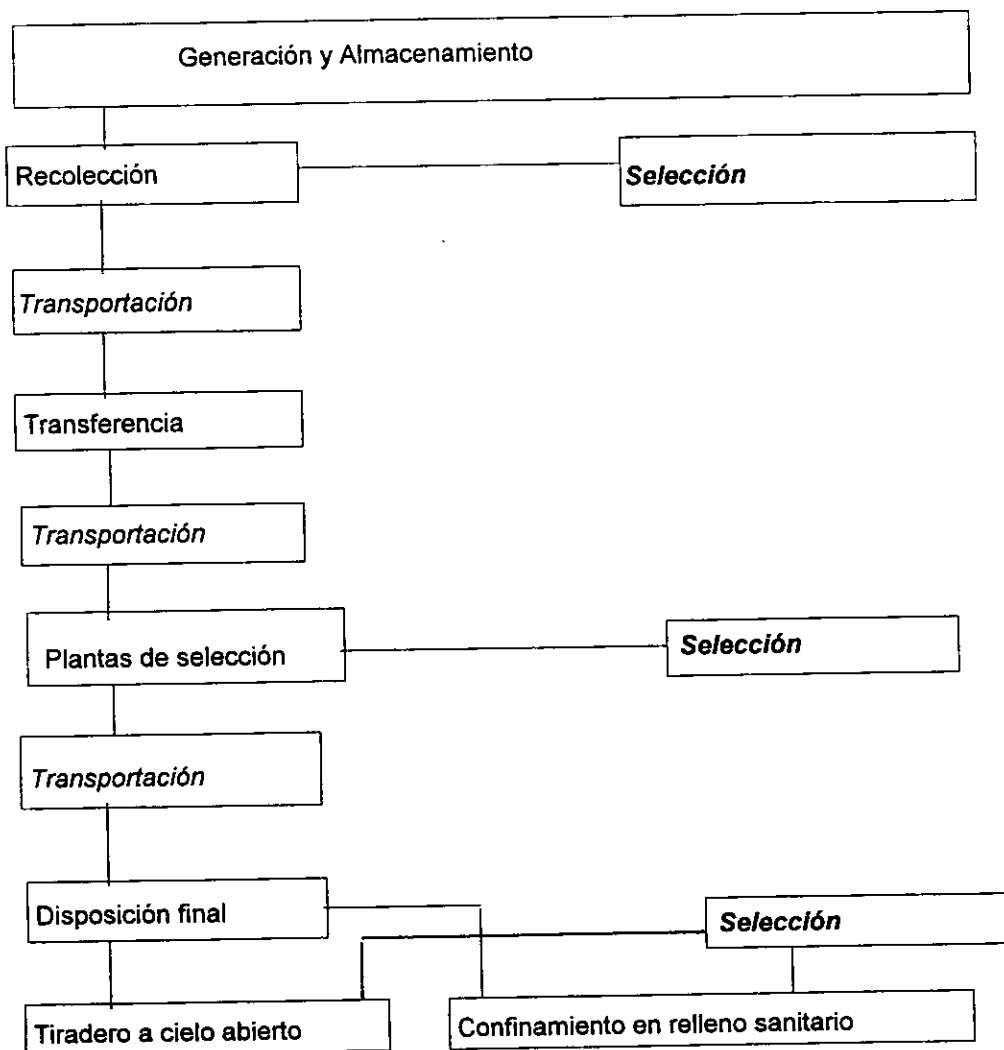 Generación y Almacenamiento
Recolección
Selección
Transportación
Transferencia
Transportación
Plantas de selección
Selección
Transportación
Disposición final
Selección
Tiradero a cielo abierto
Confinamiento en relleno sanitario